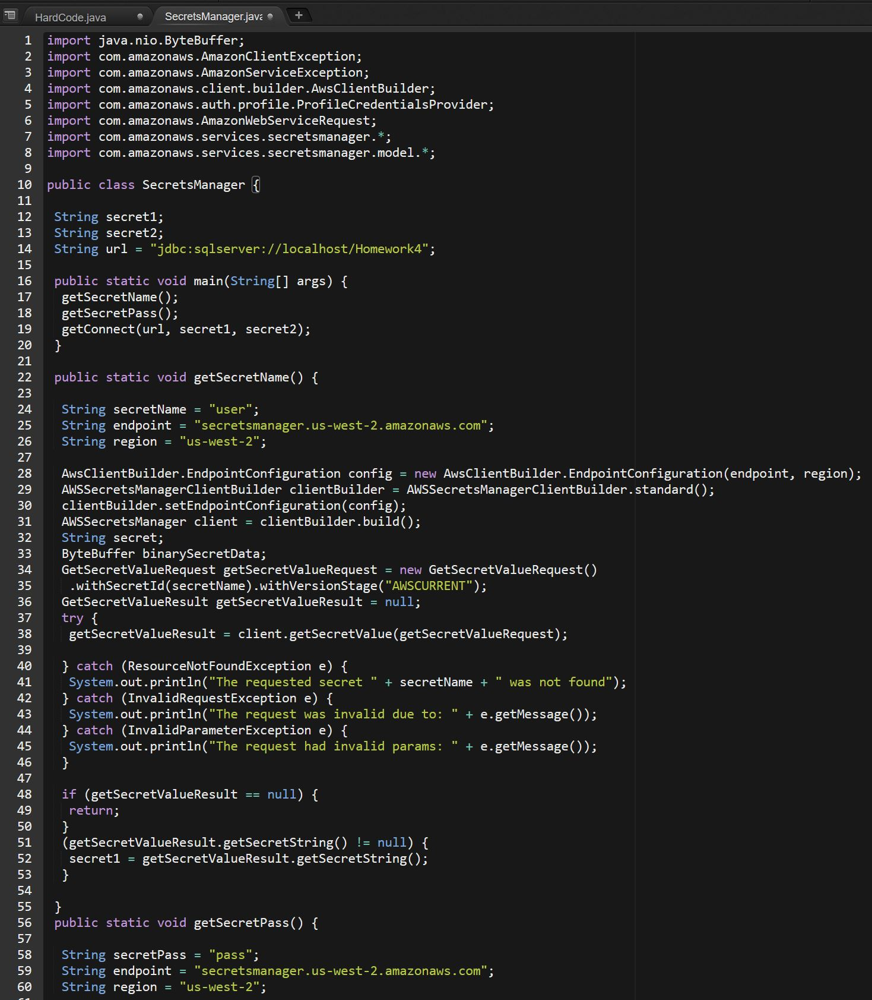 HardCode.java
SecretsManager.java
+
1 import java.nio.ByteBuffer;
2 import com.amazonaws.AmazonClientException;
3 import com.amazonaws.AmazonServiceException;
4 import com.amazonaws.client.builder.AwsClientBuilder;
5 import com.amazonaws.auth.profile.ProfileCredentialsProvider;
6 import com.amazonaws.AmazonWebServiceRequest;
7 import com.amazonaws.services.secretsmanager.*;
8 import com.amazonaws.services.secretsmanager.model.*;
9
10 public class SecretsManager {
11
12  String secret1;
13  String secret2;
14  String url = "jdbc:sqlserver://localhost/Homework4";
15
16  public static void main(String[] args) {
17   getSecretName();
18   getSecretPass();
19   getConnect(url, secret1, secret2);
20  }
21
22  public static void getSecretName() {
23
24   String secretName = "user";
25   String endpoint = "secretsmanager.us-west-2.amazonaws.com";
26   String region = "us-west-2";
27
28   AwsClientBuilder.EndpointConfiguration config = new AwsClientBuilder.EndpointConfiguration(endpoint, region);
29   AWSSecretsManagerClientBuilder clientBuilder = AWSSecretsManagerClientBuilder.standard();
30   clientBuilder.setEndpointConfiguration(config);
31   AWSSecretsManager client = clientBuilder.build();
32   String secret;
33   ByteBuffer binarySecretData;
34   GetSecretValueRequest getSecretValueRequest = new GetSecretValueRequest()
35    .withSecretId(secretName).withVersionStage("AWSCURRENT");
36   GetSecretValueResult getSecretValueResult = null;
37   try {
38    getSecretValueResult = client.getSecretValue(getSecretValueRequest);
39
40   } catch (ResourceNotFoundException e) {
41    System.out.println("The requested secret " + secretName + " was not found");
42   } catch (InvalidRequestException e) {
43    System.out.println("The request was invalid due to: " + e.getMessage());
44   } catch (InvalidParameterException e) {
45    System.out.println("The request had invalid params: " + e.getMessage());
46   }
47
48   if (getSecretValueResult == null) {
49    return;
50   }
51   (getSecretValueResult.getSecretString() != null) {
52    secret1 = getSecretValueResult.getSecretString();
53   }
54
55  }
56  public static void getSecretPass() {
57
58   String secretPass = "pass";
59   String endpoint = "secretsmanager.us-west-2.amazonaws.com";
60   String region = "us-west-2";